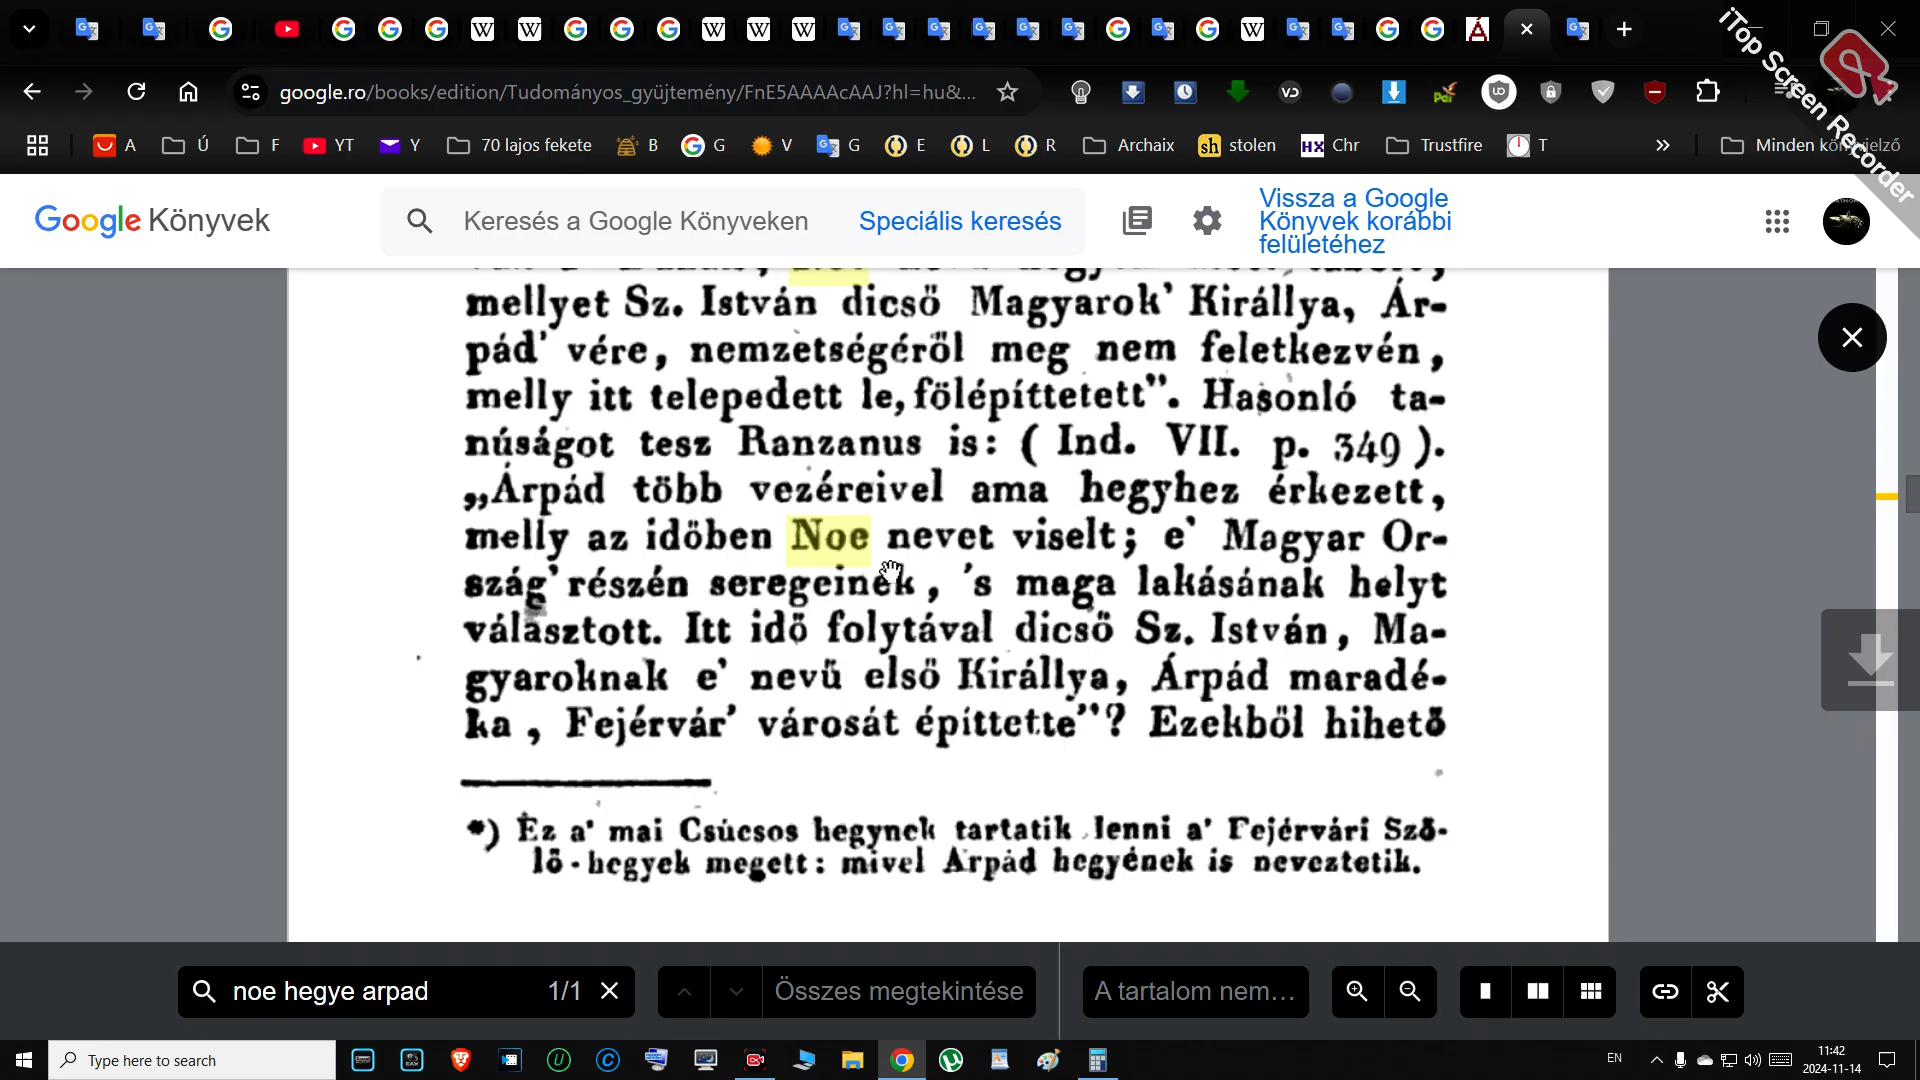 google.ro/books/edition/Tudományos_gyüjtemény/FnE5AAAAcAAJ?hl=hu&...
iTop Screen Recorder
A
Ú
F
YT
Y
70 lajos fekete
B
G
V
G
E
L
R
Archaix
stolen
Chr
Trustfire
T
»
Google Könyvek
Keresés a Google Könyveken
Speciális keresés
Vissza a Google
Könyvek korábbi
felületéhez
mellyet Sz. István dicső Magyarok' Királlya, Ár-
pád' vére, nemzetségéről meg nem feletkezvén,
melly itt telepedett le, fölépíttetett". Hasonló ta-
núságot tesz Ranzanus is: ( Ind. VII. p. 349 ).
„Árpád több vezéreivel ama hegyhez érkezett,
melly az időben Noe nevet viselt; e' Magyar Or-
szág' részén seregeinek, 's maga lakásának helyt
választott. Itt idő folytával dicső Sz. István, Ma-
gyaroknak e' nevű első Királlya, Árpád maradé-
ka, Fejérvár' városát építtette"? Ezekből hihető
*) Ez a' mai Csúcsos hegynek tartatik lenni a' Fejérvári Sző-
lő-hegyek megett: mivel Arpád hegyének is neveztetik.
noe hegye arpad 1/1
Összes megtekintése
A tartalom nem...
Type here to search
EN
11:42
2024-11-14